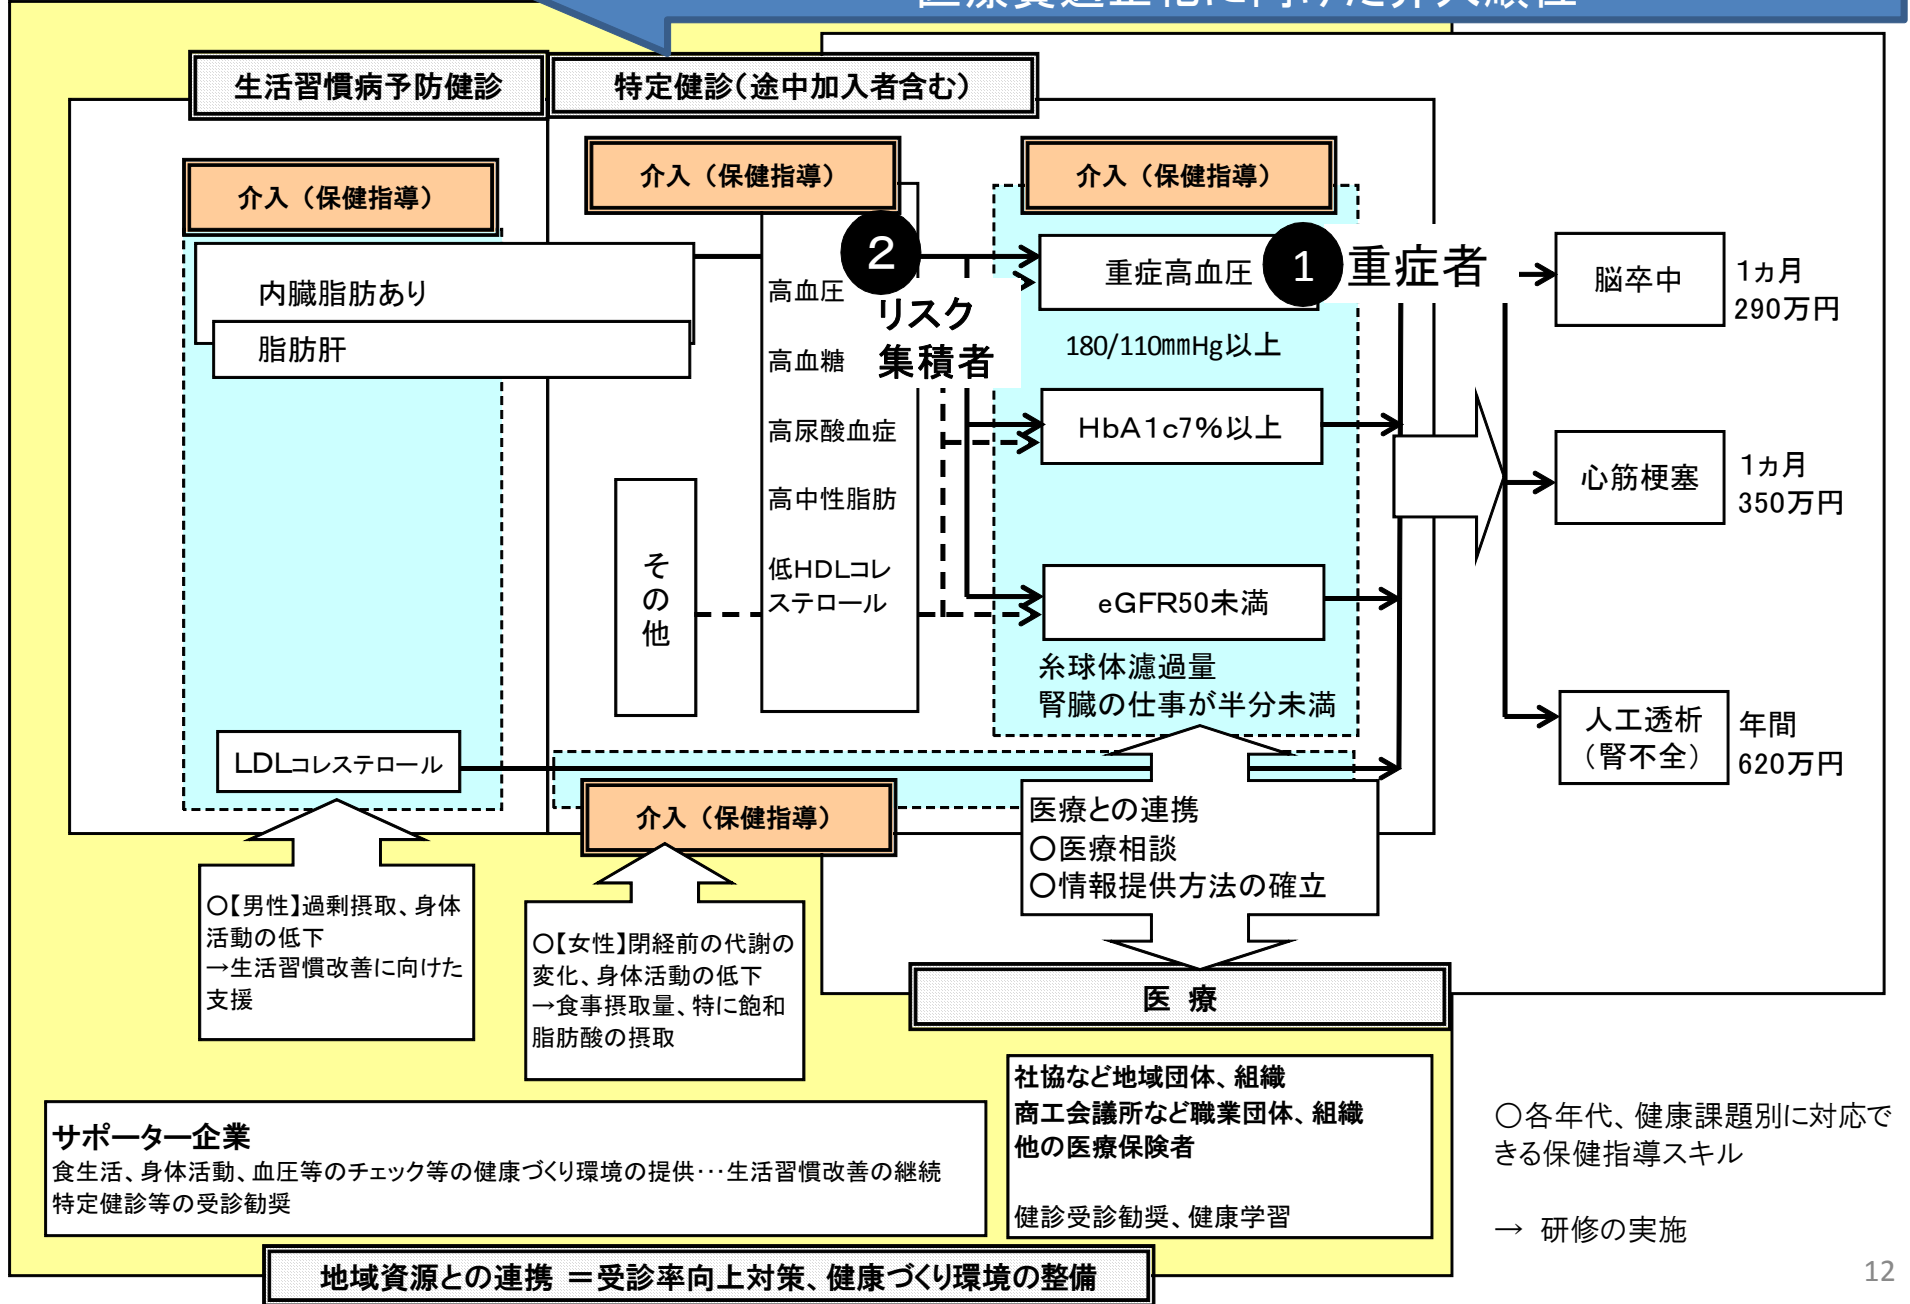 医療費適正化に向けた介入順位
生活習慣病予防健診
特定健診（途中加入者含む）
介入（保健指導）
介入（保健指導）
介入（保健指導）
内臓脂肪あり
脂肪肝
LDLコレステロール
その他
高血圧
高血糖
高尿酸血症
高中性脂肪
低HDLコレ
ステロール
2
リスク
集積者
重症高血圧
180/110mmHg以上
HbA1c7%以上
eGFR50未満
糸球体濾過量
腎臓の仕事が半分未満
1
重症者
脳卒中
1ヵ月
290万円
心筋梗塞
1ヵ月
350万円
人工透析
（腎不全）
年間
620万円
介入（保健指導）
医療との連携
○医療相談
○情報提供方法の確立
○【男性】過剰摂取、身体
活動の低下
→生活習慣改善に向けた
支援
○【女性】閉経前の代謝の
変化、身体活動の低下
→食事摂取量、特に飽和
脂肪酸の摂取
医 療
サポーター企業
食生活、身体活動、血圧等のチェック等の健康づくり環境の提供…生活習慣改善の継続
特定健診等の受診勧奨
社協など地域団体、組織
商工会議所など職業団体、組織
他の医療保険者
健診受診勧奨、健康学習
○各年代、健康課題別に対応で
きる保健指導スキル
→ 研修の実施
地域資源との連携 ＝受診率向上対策、健康づくり環境の整備
12